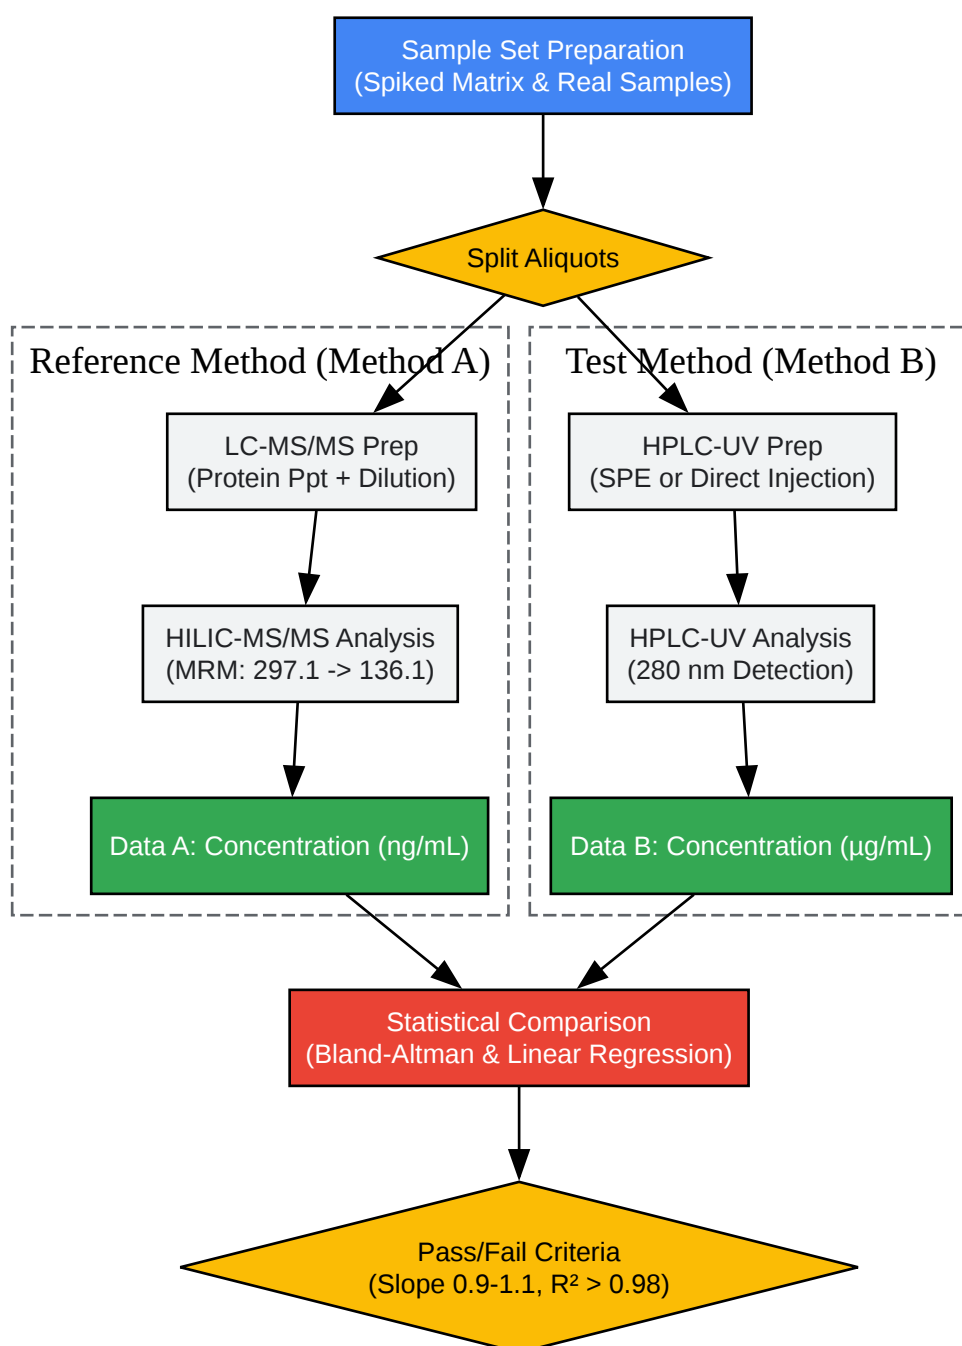 Sample Set Preparation
(Spiked Matrix & Real Samples)
Split Aliquots
Reference Method (Method A)
LC-MS/MS Prep
(Protein Ppt + Dilution)
HILIC-MS/MS Analysis
(MRM: 297.1 -> 136.1)
Data A: Concentration (ng/mL)
Test Method (Method B)
HPLC-UV Prep
(SPE or Direct Injection)
HPLC-UV Analysis
(280 nm Detection)
Data B: Concentration (µg/mL)
Statistical Comparison
(Bland-Altman & Linear Regression)
Pass/Fail Criteria
(Slope 0.9-1.1, R² > 0.98)